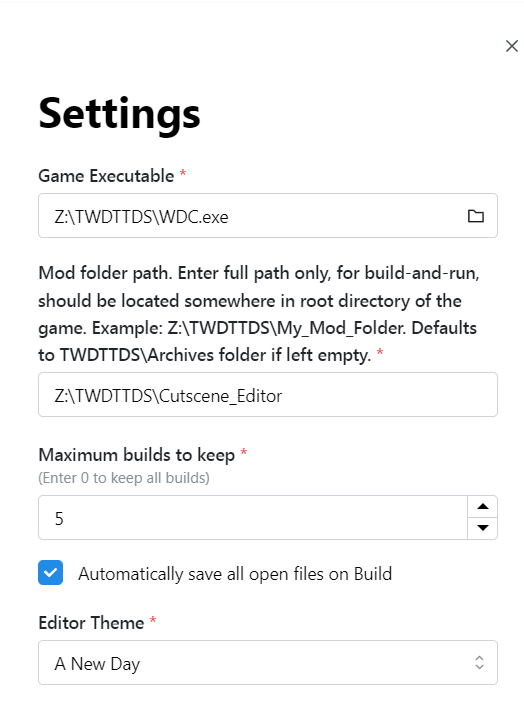 Settings
Game Executable *
Z:\TWDTTDS\WDC.exe
Mod folder path. Enter full path only, for build-and-run,
should be located somewhere in root directory of the
game. Example: Z:\TWDTTDS\My_Mod_Folder. Defaults
to TWDTTDS\Archives folder if left empty. *
Z:\TWDTTDS\Cutscene_Editor
Maximum builds to keep *
(Enter 0 to keep all builds)
5
Automatically save all open files on Build
Editor Theme *
A New Day